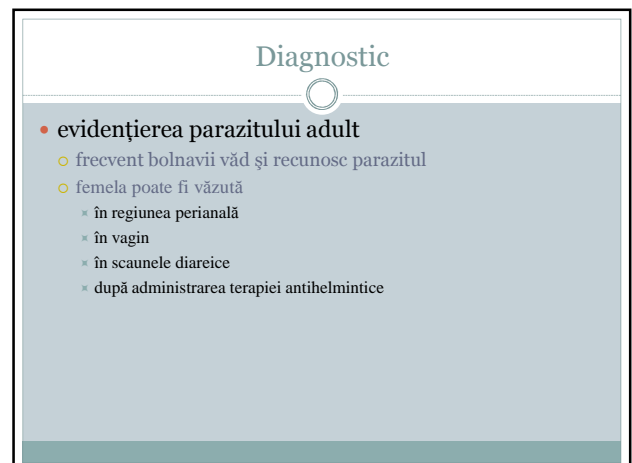 Diagnostic
evidențierea parazitului adult
frecvent bolnavii văd şi recunosc parazitul
femela poate fi văzută
în regiunea perianală
în vagin
în scaunele diareice
după administrarea terapiei antihelmintice